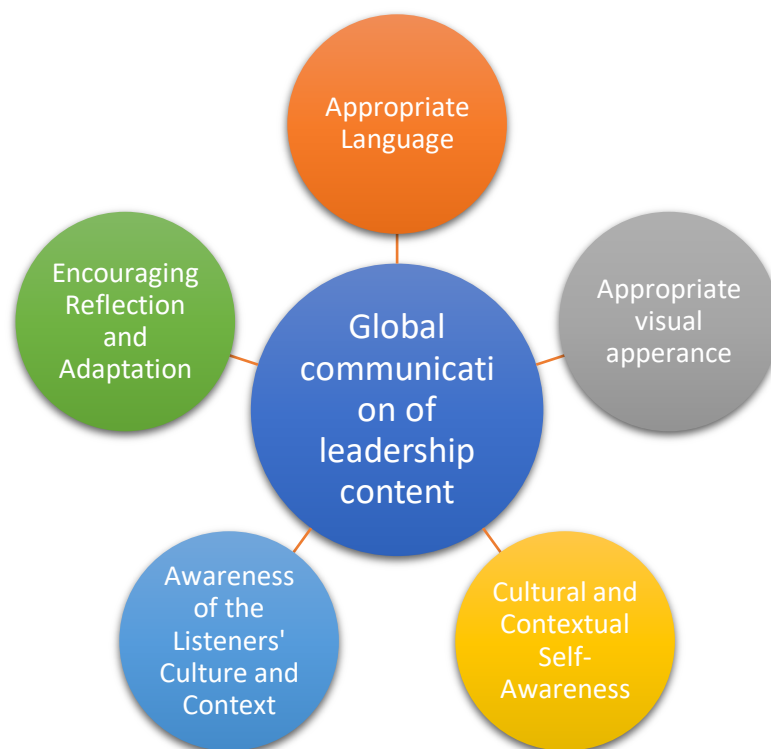 Appropriate
Language
Encouraging
Reflection
and
Adaptation
Appropriate
visual
apperance
Global
communicati
on of
leadership
content
Awareness
of the
Listeners'
Culture and
Context
Cultural and
Contextual
Self-
Awareness